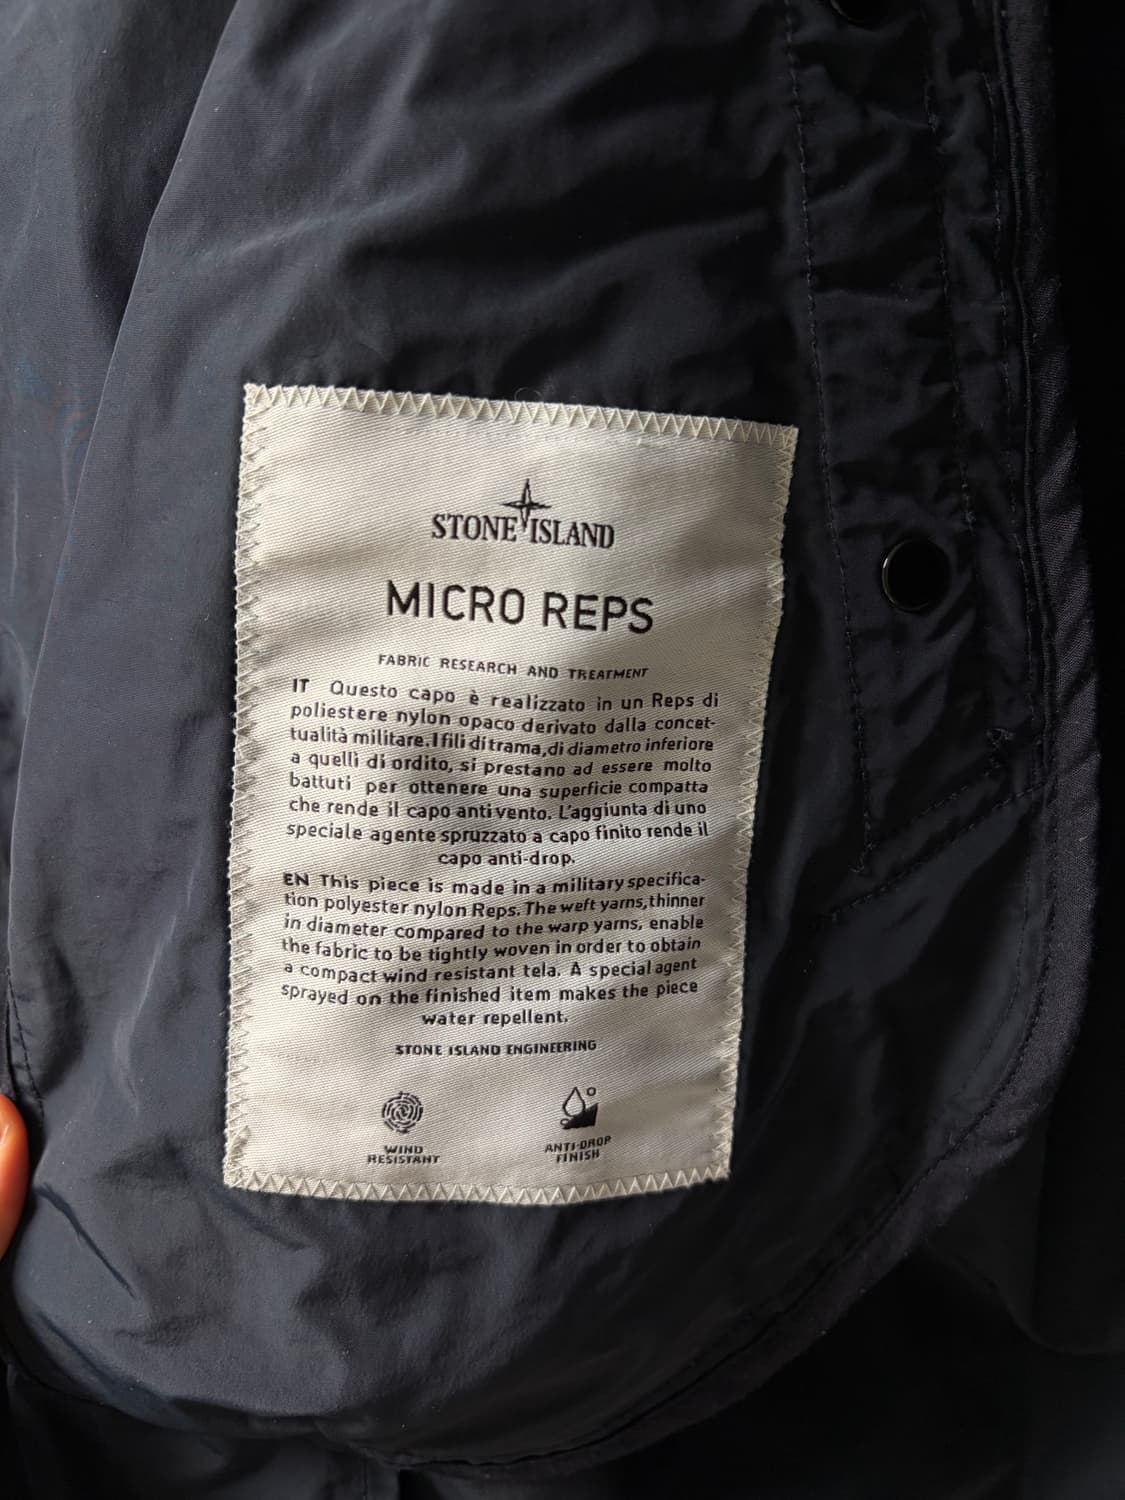 STONE ISLAND
MICRO REPS
FABRIC RESEARCH AND TREATMENT
IT Questo capo è realizzato in un Reps di
poliestere nylon opaco derivato dalla concet-
tualità militare. I fili di trama, di diametro inferiore
a quelli di ordito, si prestano ad essere molto
battuti per ottenere una superficie compatta
che rende il capo antivento. L'aggiunta di uno
speciale agente spruzzato a capo finito rende il
capo anti-drop.
EN This piece is made in a military specifica-
tion polyester nylon Reps. The weft yarns, thinner
in diameter compared to the warp yarns, enable
the fabric to be tightly woven in order to obtain
a compact wind resistant tela. A special agent
sprayed on the finished item makes the piece
water repellent.
STONE ISLAND ENGINEERING
WIND
RESISTANT
ANTI-DROP
FINISH